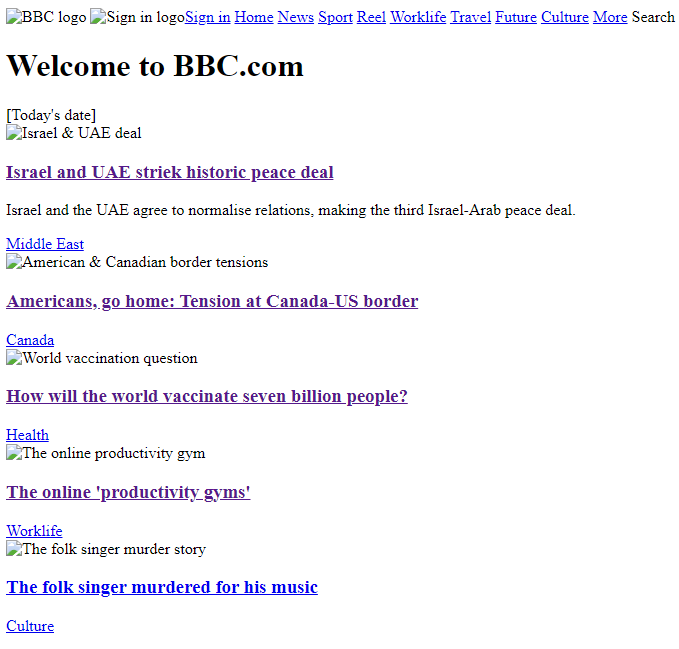 BBC logo Sign in logoSign in Home News Sport Reel Worklife Travel Future Culture More Search
Welcome to BBC.com
[Today's date]
Israel & UAE deal
Israel and UAE striek historic peace deal
Israel and the UAE agree to normalise relations, making the third Israel-Arab peace deal.
Middle East
American & Canadian border tensions
Americans, go home: Tension at Canada-US border
Canada
World vaccination question
How will the world vaccinate seven billion people?
Health
The online productivity gym
The online 'productivity gyms'
Worklife
The folk singer murder story
The folk singer murdered for his music
Culture